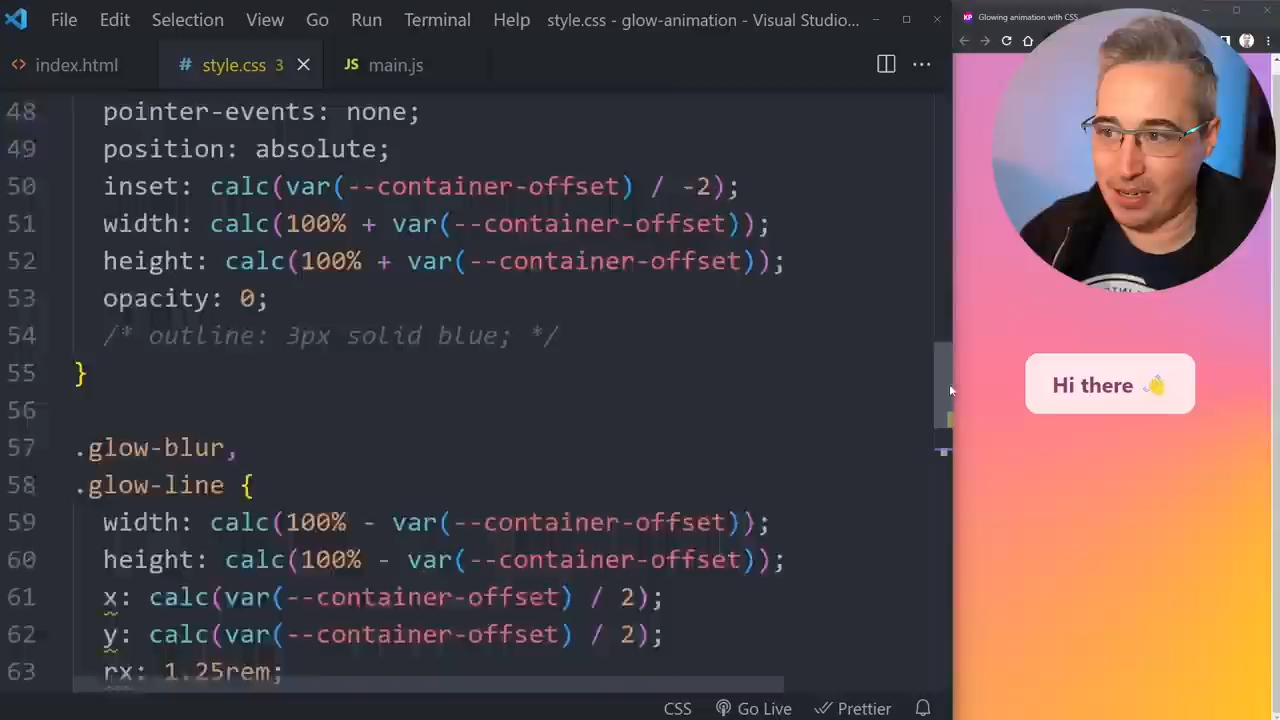 File Edit Selection View Go Run Terminal Help style.css - glow-animation - Visual Studio...
Glowing animation with CSS
index.html
# style.css 3
JS main.js
48 pointer-events: none;
49 position: absolute;
50 inset: calc(var(--container-offset) / -2);
51 width: calc(100% + var(--container-offset));
52 height: calc(100% + var(--container-offset));
53 opacity: 0;
54 /* outline: 3px solid blue; */
55 }
56
57 .glow-blur,
58 .glow-line {
59 width: calc(100% - var(--container-offset));
60 height: calc(100% - var(--container-offset));
61 x: calc(var(--container-offset) / 2);
62 y: calc(var(--container-offset) / 2);
63 rx: 1.25rem;
Hi there 👋
CSS Go Live Prettier